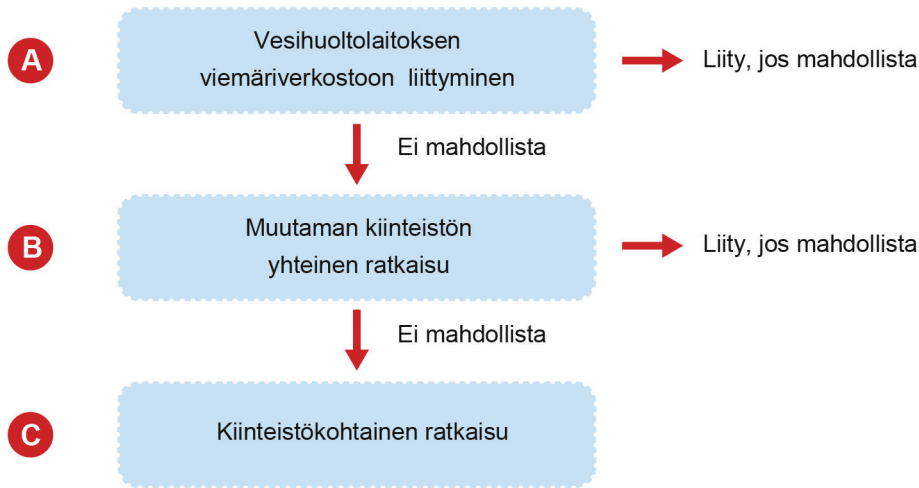 A
Vesihuoltolaitoksen
viemäriverkostoon liittyminen
Liity, jos mahdollista
Ei mahdollista
B
Muutaman kiinteistön
yhteinen ratkaisu
Liity, jos mahdollista
Ei mahdollista
C
Kiinteistökohtainen ratkaisu